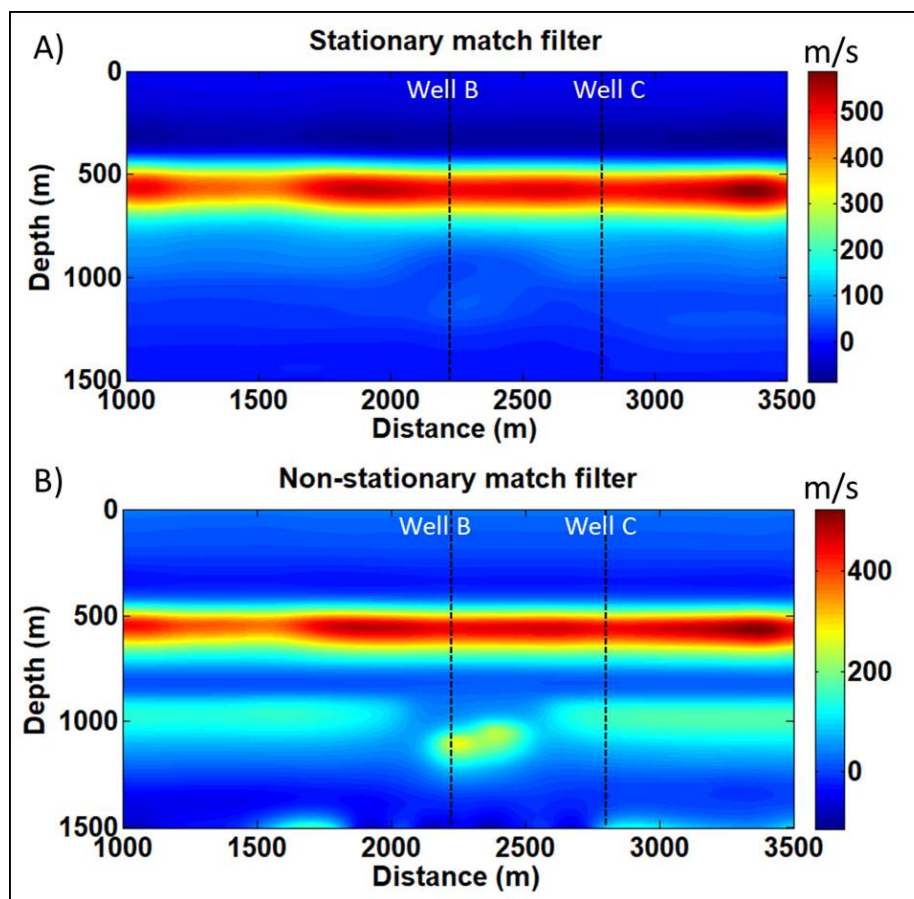 A)
Stationary match filter
m/s
Well B
Well C
0
500
1000
1500
Depth (m)
1000
1500
2000
2500
3000
3500
Distance (m)
500
400
300
200
100
0
B)
Non-stationary match filter
m/s
Well B
Well C
0
500
1000
1500
Depth (m)
1000
1500
2000
2500
3000
3500
Distance (m)
400
200
0